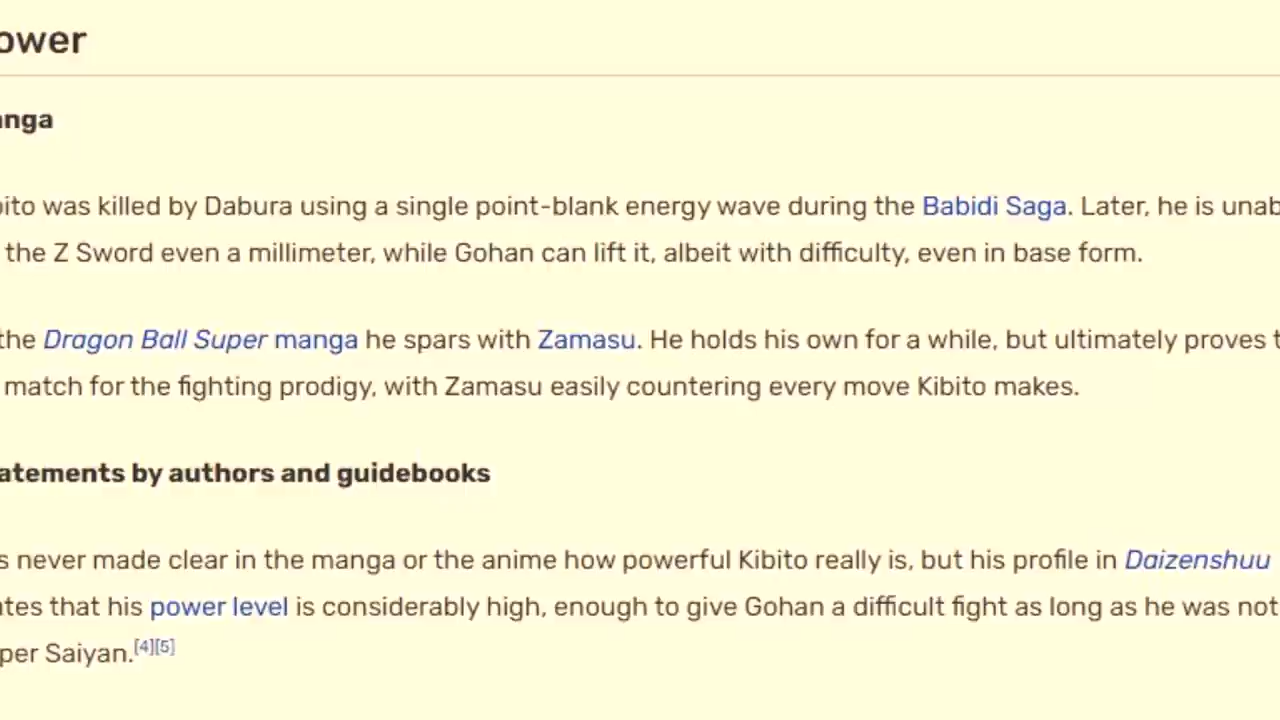 ower
anga
bito was killed by Dabura using a single point-blank energy wave during the Babidi Saga. Later, he is unab
the Z Sword even a millimeter, while Gohan can lift it, albeit with difficulty, even in base form.
the Dragon Ball Super manga he spars with Zamasu. He holds his own for a while, but ultimately proves t
match for the fighting prodigy, with Zamasu easily countering every move Kibito makes.
atements by authors and guidebooks
s never made clear in the manga or the anime how powerful Kibito really is, but his profile in Daizenshuu
ates that his power level is considerably high, enough to give Gohan a difficult fight as long as he was not
per Saiyan.[4][5]